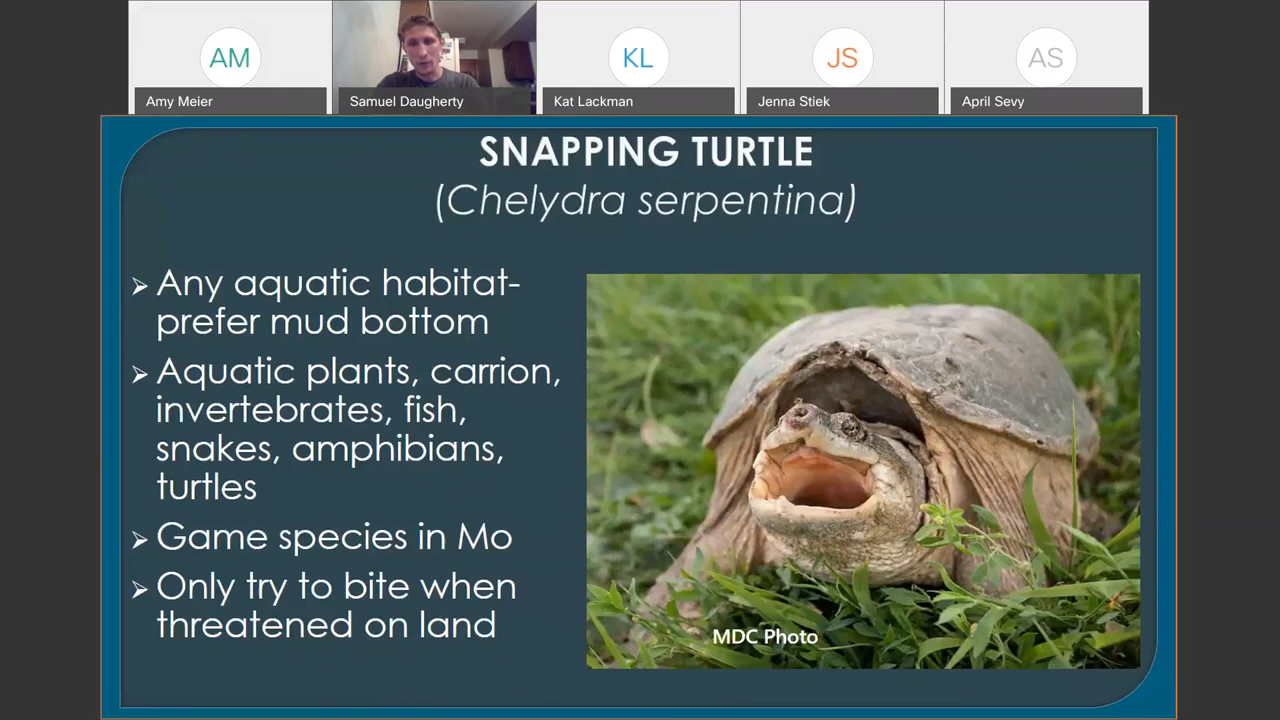 AM
KL
JS
AS
Amy Meier
Samuel Daugherty
Kat Lackman
Jenna Stiek
April Sevy
SNAPPING TURTLE
(Chelydra serpentina)
➢ Any aquatic habitat-
prefer mud bottom
➢ Aquatic plants, carrion,
invertebrates, fish,
snakes, amphibians,
turtles
➢ Game species in Mo
➢ Only try to bite when
threatened on land
MDC Photo